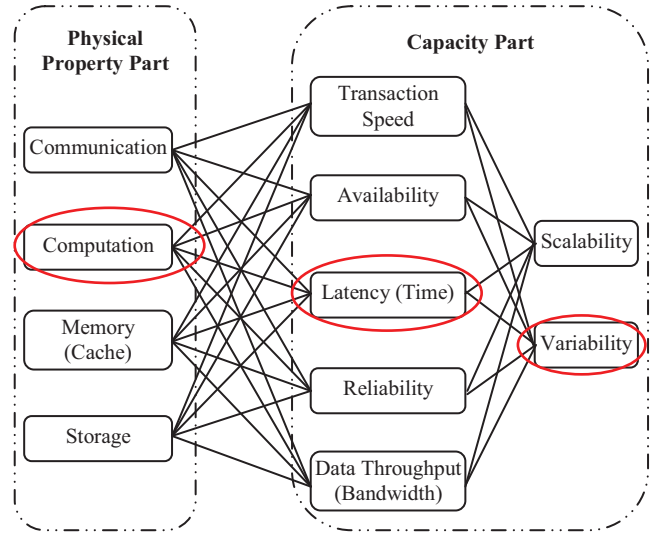 Physical
Property Part
Capacity Part
Communication
Computation
Memory
(Cache)
Storage
Transaction
Speed
Availability
Latency (Time)
Reliability
Data Throughput
(Bandwidth)
Scalability
Variability